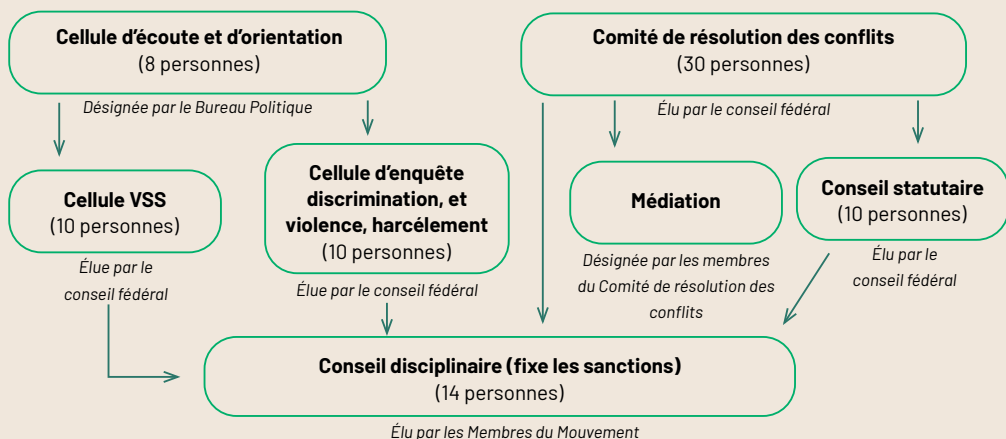 Cellule d'écoute et d'orientation
(8 personnes)
Désignée par le Bureau Politique
Comité de résolution des conflits
(30 personnes)
Élu par le conseil fédéral
Cellule VSS
(10 personnes)
Élue par le
conseil fédéral
Cellule d'enquête
discrimination, et
violence, harcélement
(10 personnes)
Élue par le conseil fédéral
Médiation
Désignée par les membres
du Comité de résolution des
conflits
Conseil statutaire
(10 personnes)
Élu par le
conseil fédéral
Conseil disciplinaire (fixe les sanctions)
(14 personnes)
Élu par les Membres du Mouvement